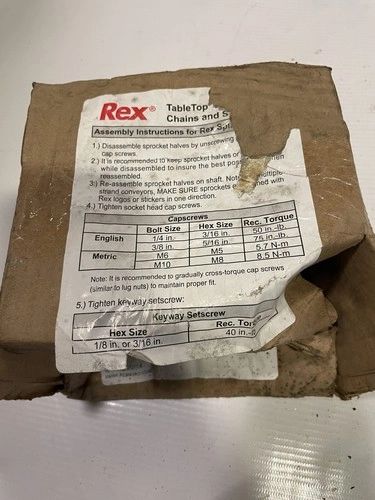 Rex® TableTop
Chains and S
Assembly Instructions for Rex Spr
1.) Disassemble sprocket halves by unscrewing
cap screws.
2.) It is recommended to keep sprocket halves
while disassembled to insure the best when
reassembled.
3.) Re-assemble sprocket halves on shaft. multiple
strand conveyors, MAKE SURE sprockets with
Rex logos or stickers in one direction.
4.) Tighten socket head cap screws.
Capscrews
Bolt Size Hex Size Rec. Torque
English 1/4 in. 3/16 in. 50 in.-lb
3/8 in. 5/16 in. 75 in.-lb
Metric M6 M5 5.7 N-m
M10 M8 8.5 N-m
Note: It is recommended to gradually cross-torque cap screws
(similar to lug nuts) to maintain proper fit.
5.) Tighten keyway setscrew:
Keyway Setscrew
Hex Size Rec. Tor
1/8 in. or 3/16 in. 40 in.-